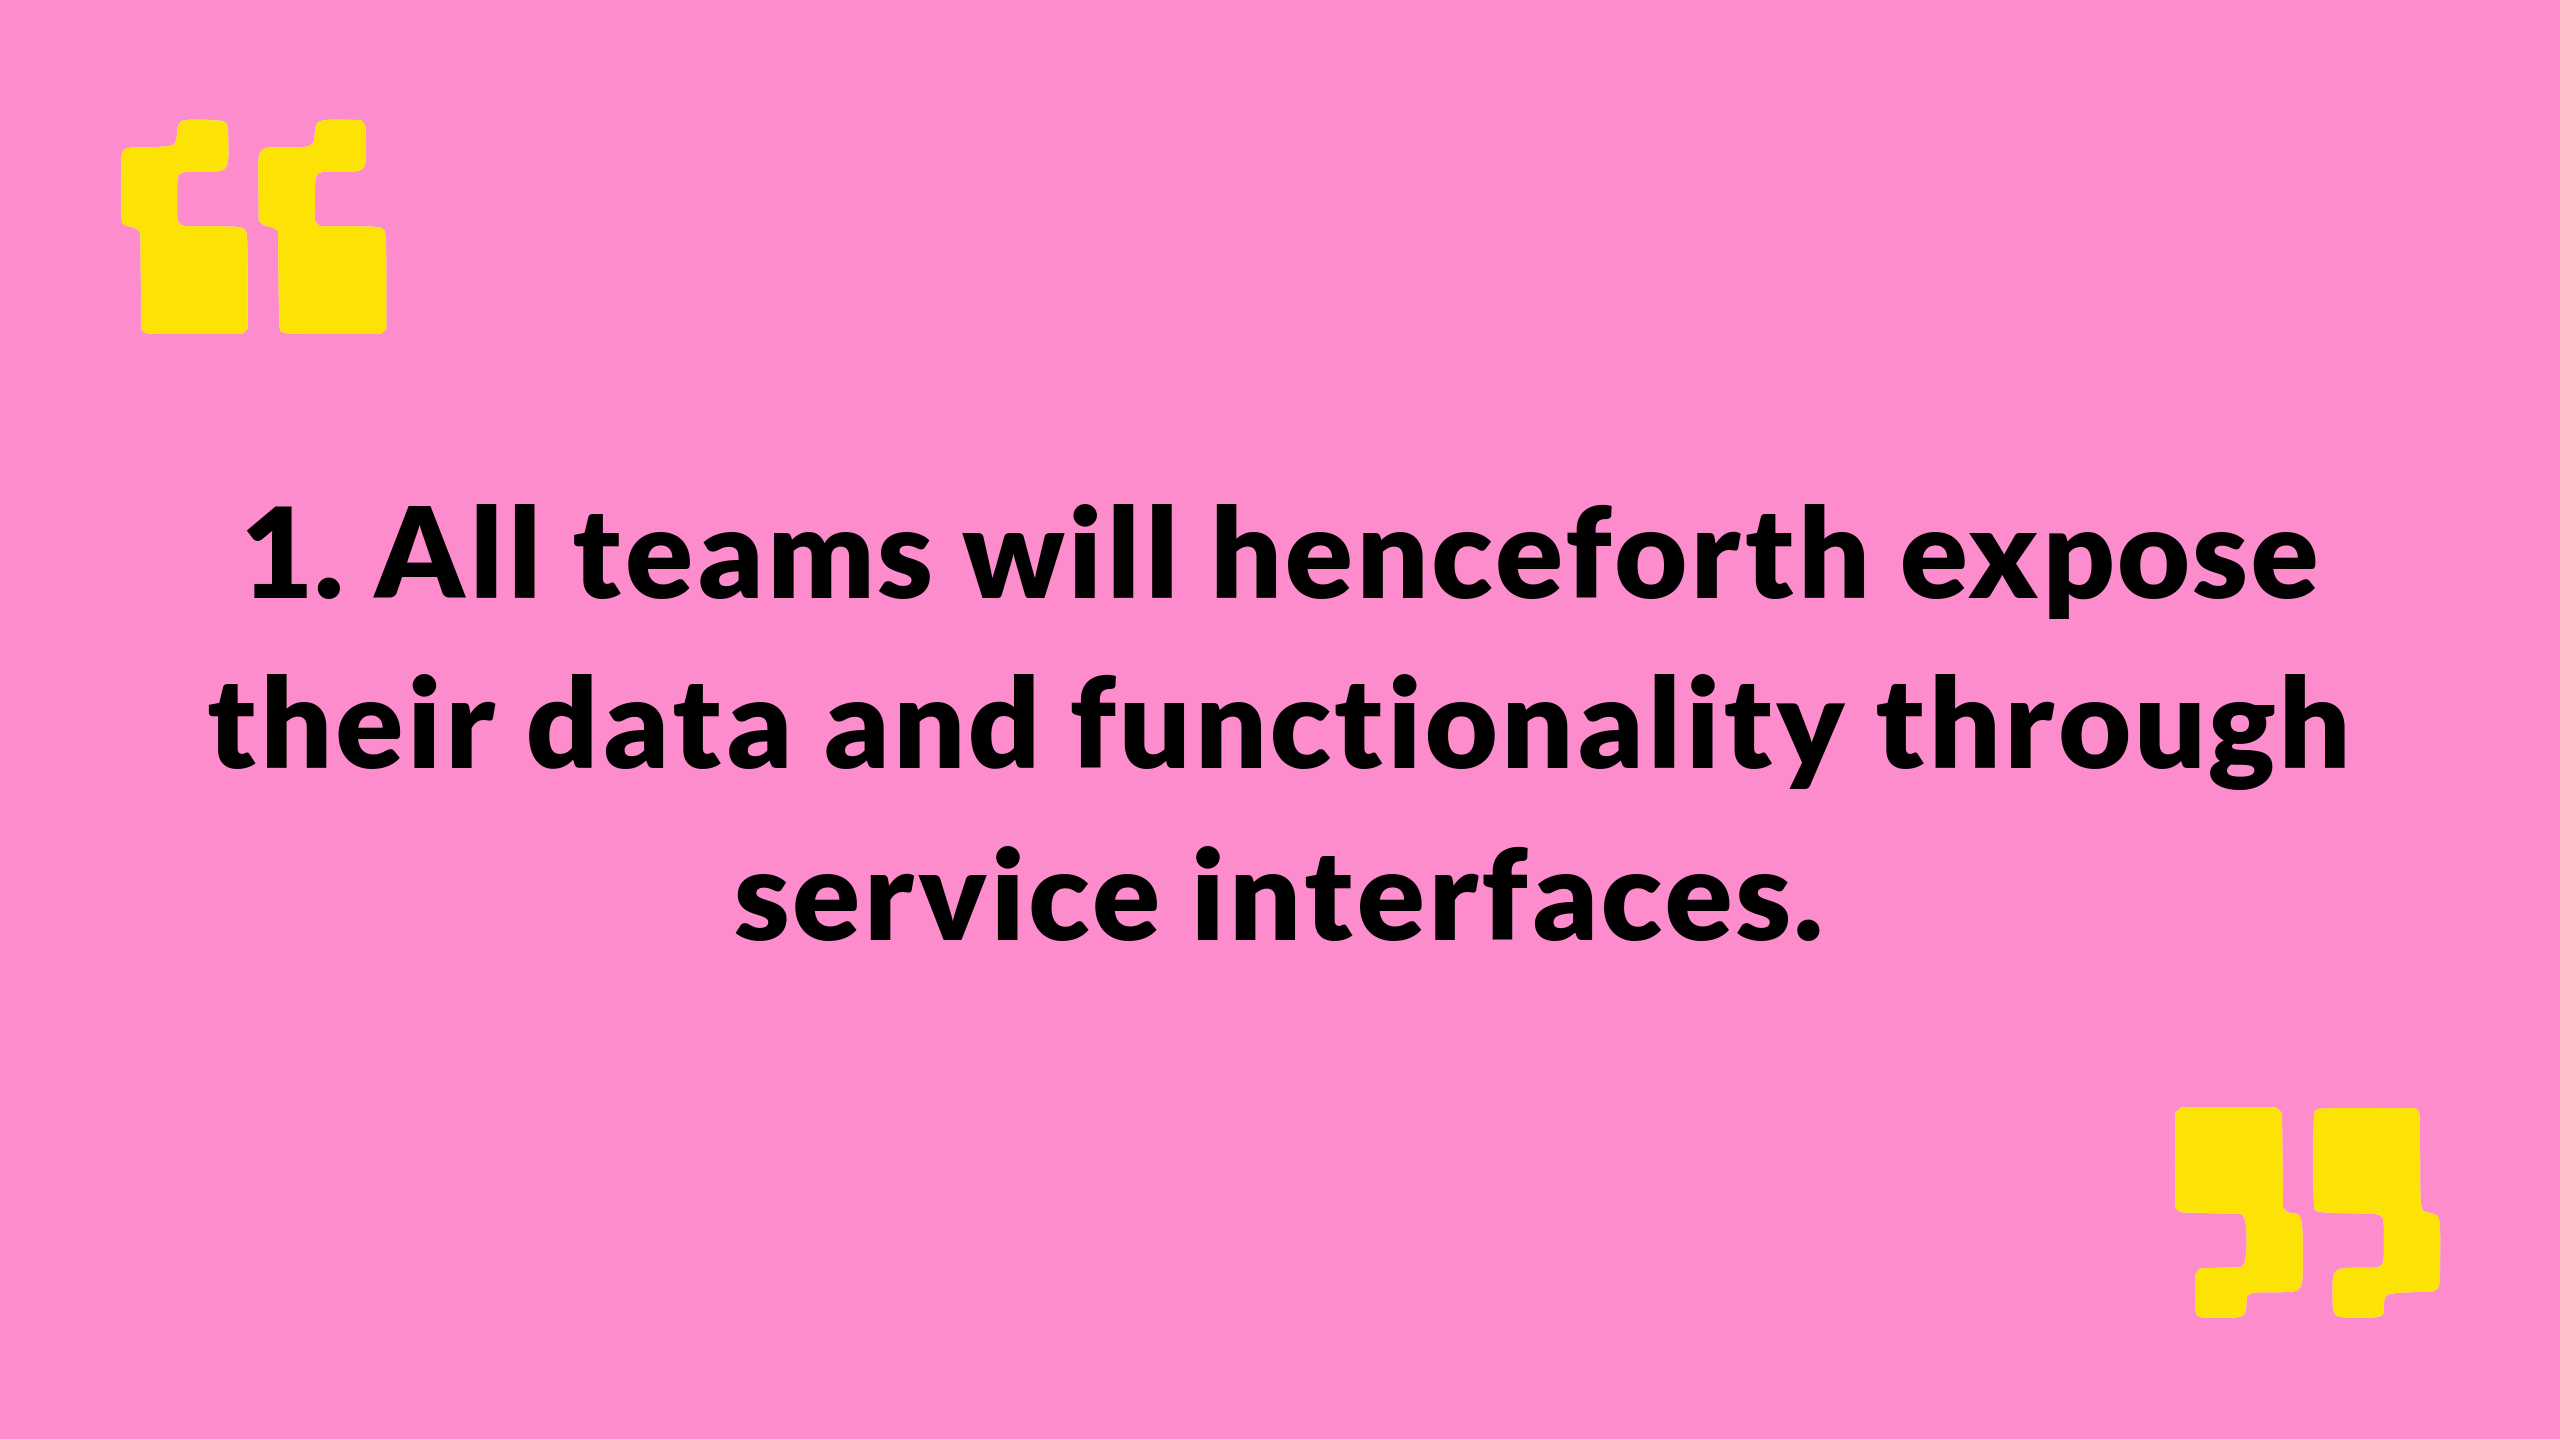 1. All teams will henceforth expose
their data and functionality through
service interfaces.